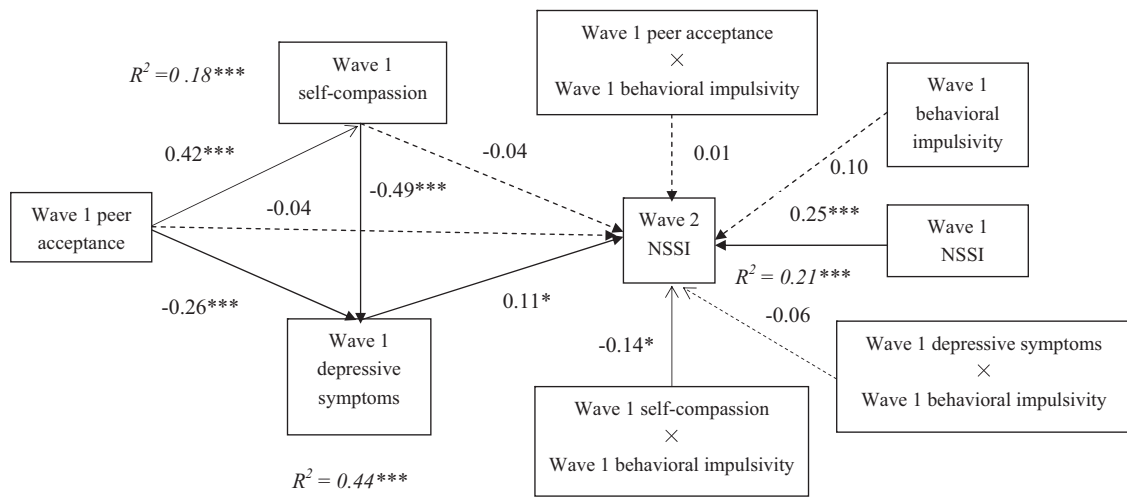 Wave 1
self-compassion
R² =0 .18***
Wave 1 peer acceptance
×
Wave 1 behavioral impulsivity
Wave 1
behavioral
impulsivity
0.42***
-0.49***
-0.04
0.01
0.10
Wave 1 peer
acceptance
-0.04
Wave 2
NSSI
0.25***
Wave 1
NSSI
R² = 0.21***
-0.26***
0.11*
Wave 1
depressive
symptoms
R² = 0.44***
-0.14*
-0.06
Wave 1 self-compassion
×
Wave 1 behavioral impulsivity
Wave 1 depressive symptoms
×
Wave 1 behavioral impulsivity